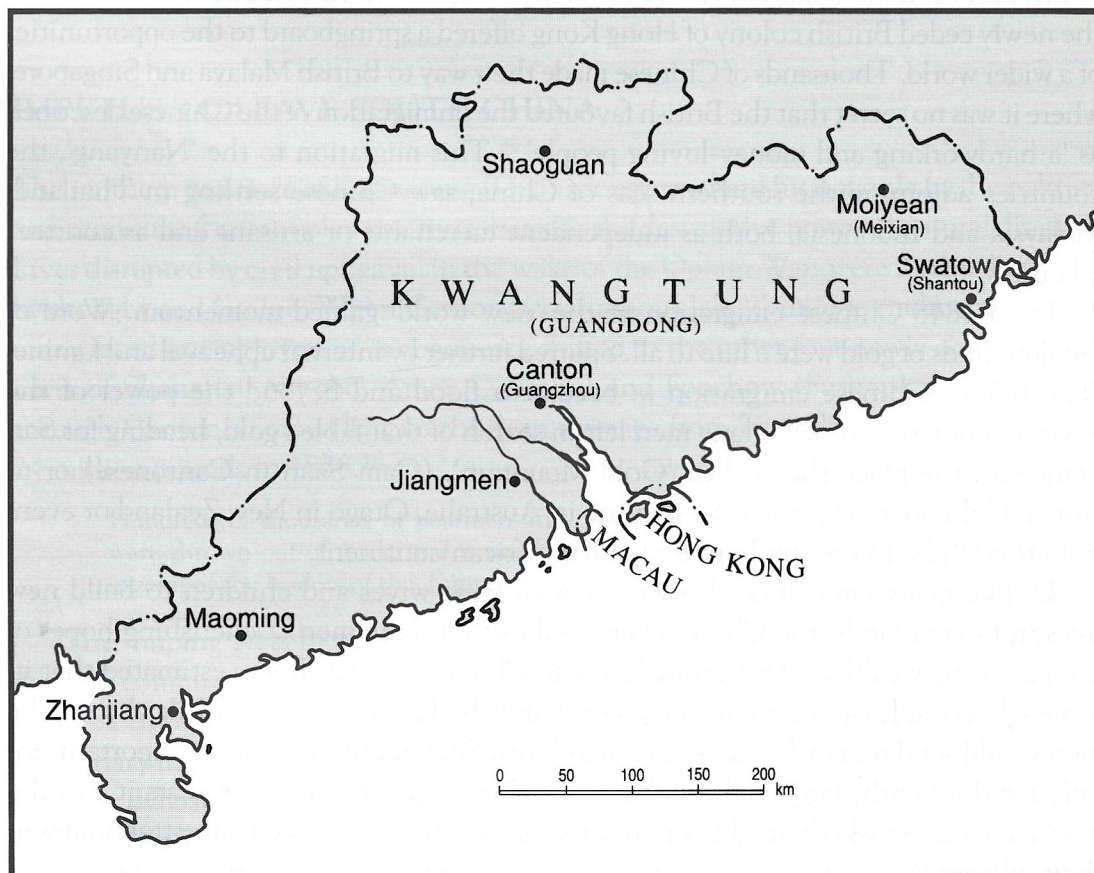 Shaoguan
Moiyean
(Meixian)
Swatow
(Shantou)
KWANGTUNG
(GUANGDONG)
Canton
(Guangzhou)
Jiangmen
HONG KONG
MACAU
Maoming
Zhanjiang
0 50 100 150 200
km